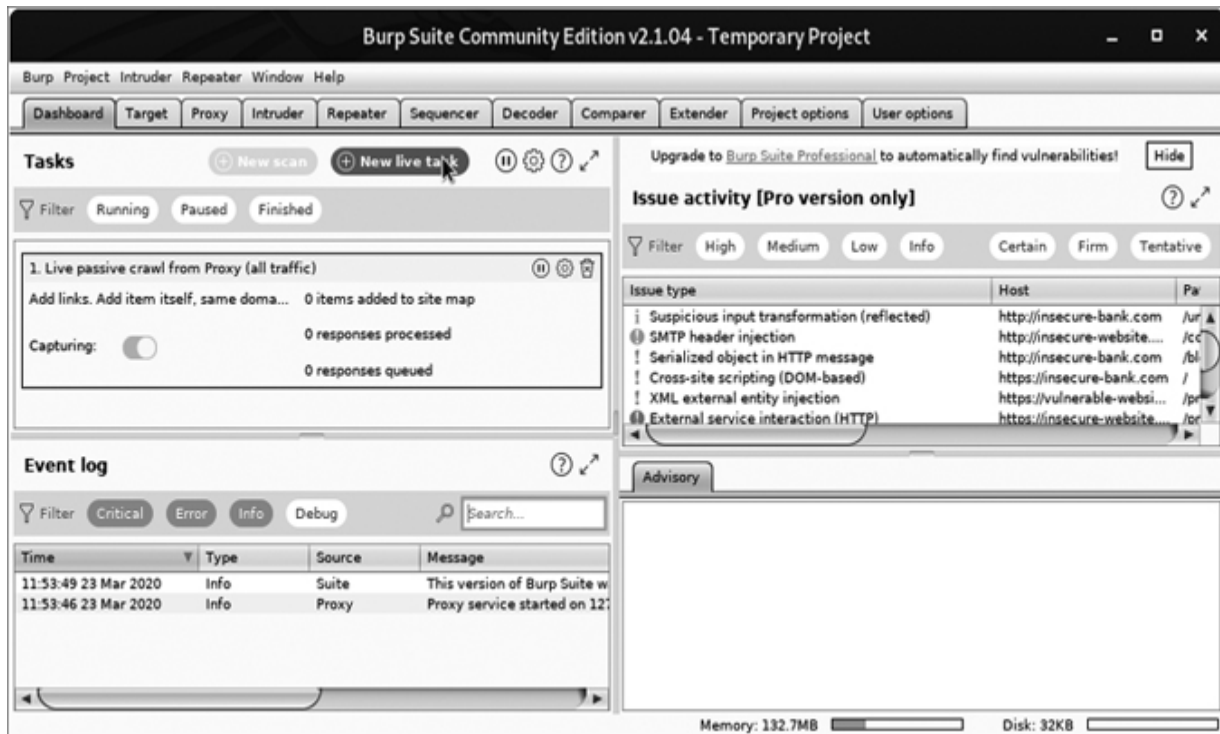 Burp Suite Community Edition v2.1.04 - Temporary Project
Burp Project Intruder Repeater Window Help
Dashboard Target Proxy Intruder Repeater Sequencer Decoder Comparer Extender Project options User options
Tasks
New scan
New live task
Filter Running Paused Finished
1. Live passive crawl from Proxy (all traffic)
Add links. Add item itself, same doma... 0 items added to site map
0 responses processed
Capturing:
0 responses queued
Event log
Filter Critical Error Info Debug Search...
Time Type Source Message
11:53:49 23 Mar 2020 Info Suite This version of Burp Suite w
11:53:46 23 Mar 2020 Info Proxy Proxy service started on 127
Upgrade to Burp Suite Professional to automatically find vulnerabilities! Hide
Issue activity [Pro version only]
Filter High Medium Low Info Certain Firm Tentative
Issue type Host Pa
Suspicious input transformation (reflected) http://insecure-bank.com /ur
SMTP header injection http://insecure-website.... /cc
Serialized object in HTTP message http://insecure-bank.com /bl
Cross-site scripting (DOM-based) https://insecure-bank.com /
XML external entity injection https://vulnerable-websi... /pr
External service interaction (HTTP) https://insecure-website.... /pr
Advisory
Memory: 132.7MB Disk: 32KB